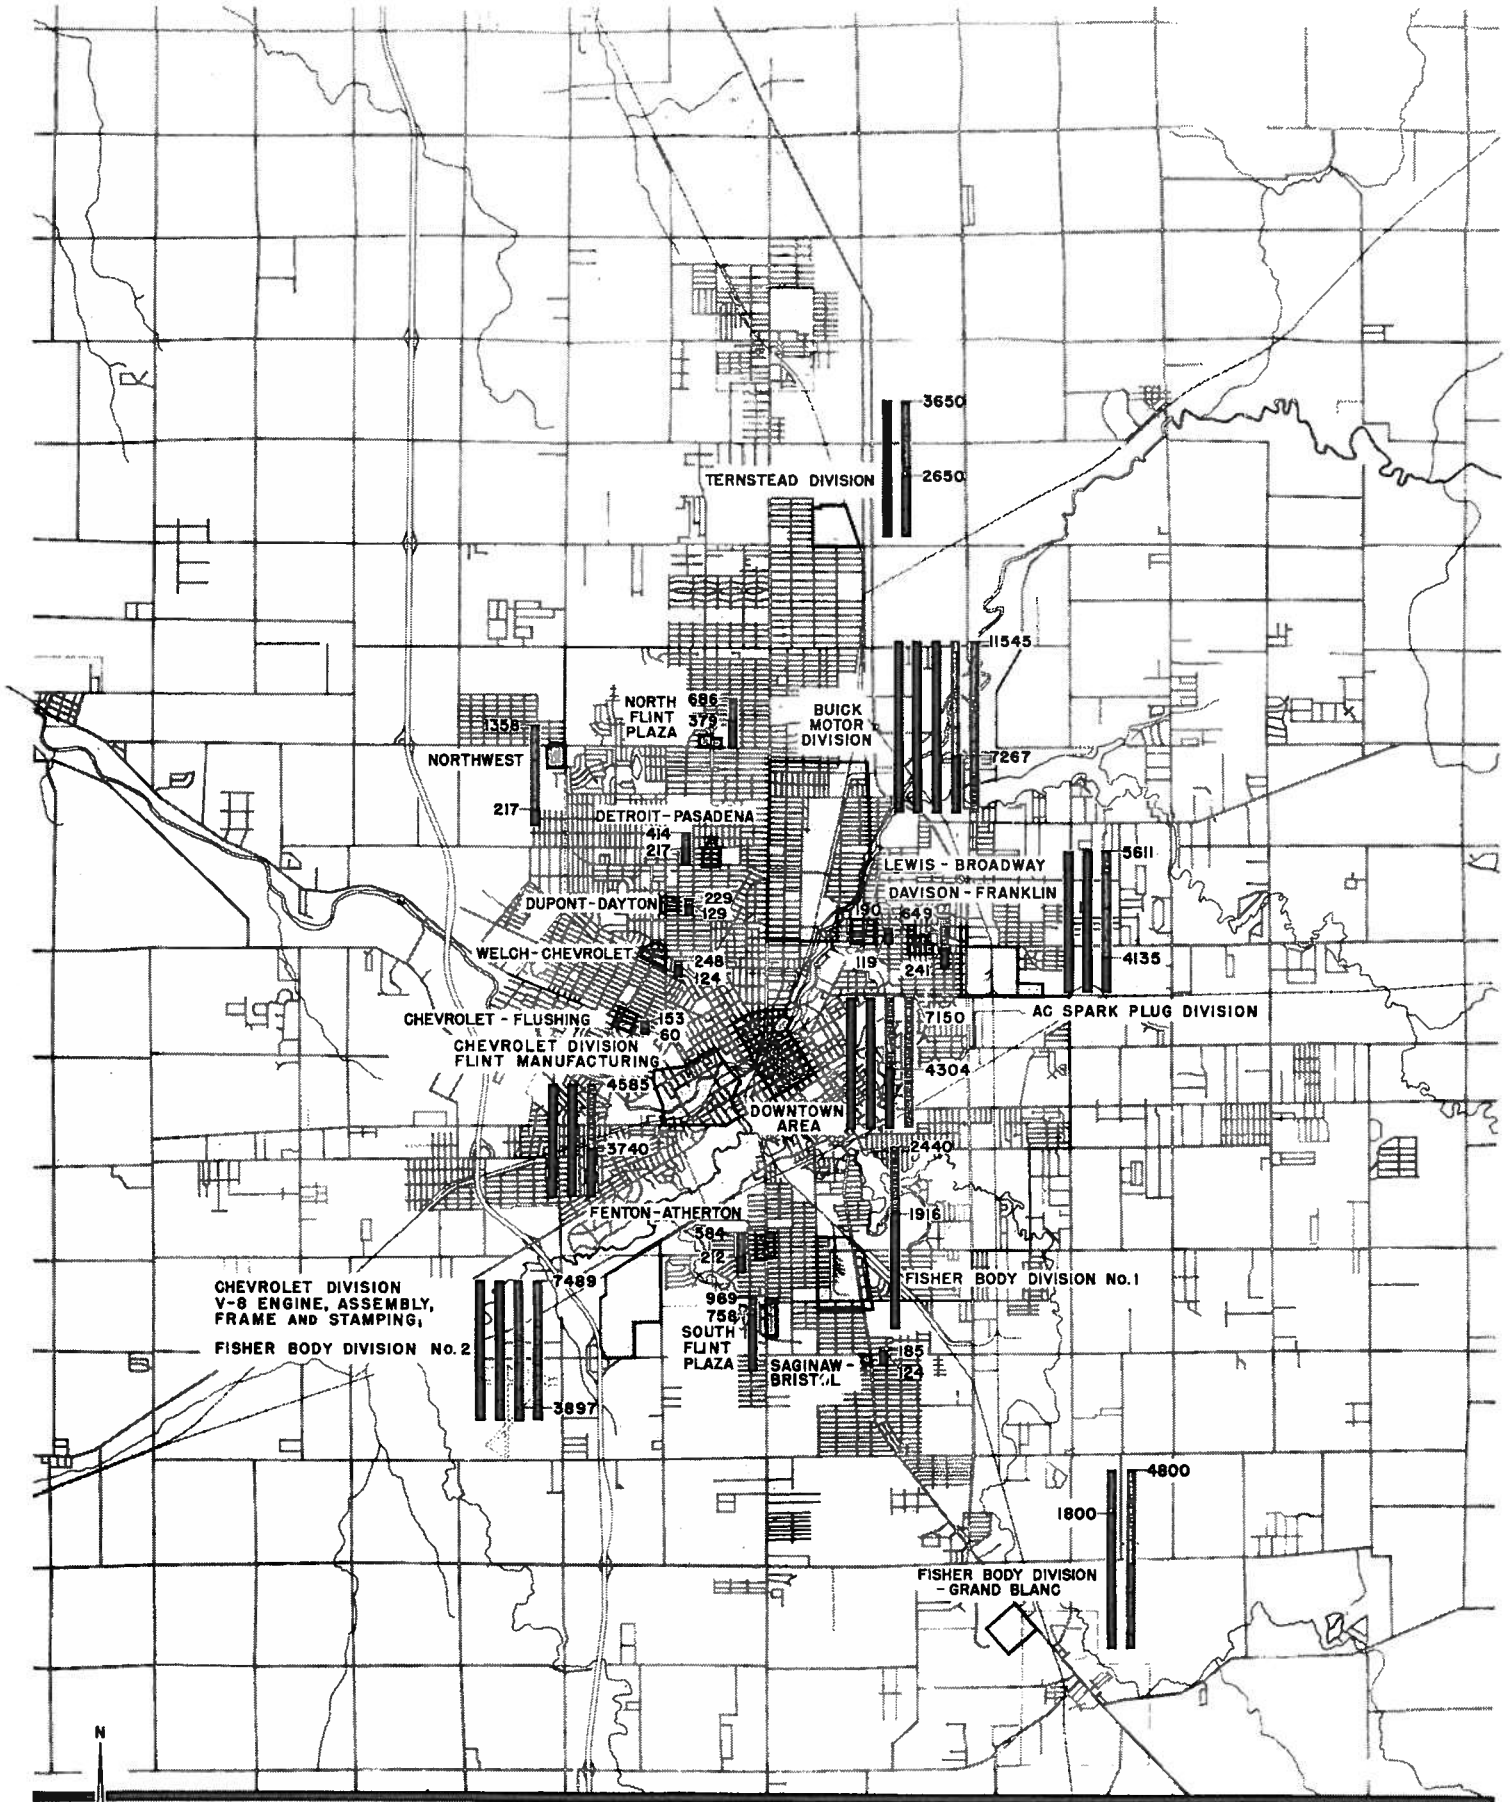 3650
TERNSTEAD DIVISION
2650
11545
NORTH
FLINT
PLAZA
686
379
BUICK
MOTOR
DIVISION
1358
NORTHWEST
7267
217
DETROIT-PASADENA
414
217
LEWIS - BROADWAY
5611
DAVISON - FRANKLIN
DUPONT-DAYTON
229
129
190
649
WELCH-CHEVROLET
248
124
119
241
4135
CHEVROLET - FLUSHING
153
60
7150
AC SPARK PLUG DIVISION
CHEVROLET DIVISION
FLINT MANUFACTURING
4585
4304
DOWNTOWN
AREA
3740
2440
FENTON-ATHERTON
1916
584
212
CHEVROLET DIVISION
V-8 ENGINE, ASSEMBLY,
FRAME AND STAMPING,
FISHER BODY DIVISION No.2
7489
FISHER BODY DIVISION No.1
969
758
SOUTH
FLINT
PLAZA
SAGINAW-
BRISTOL
185
124
3897
4800
1800
FISHER BODY DIVISION
- GRAND BLANC
N